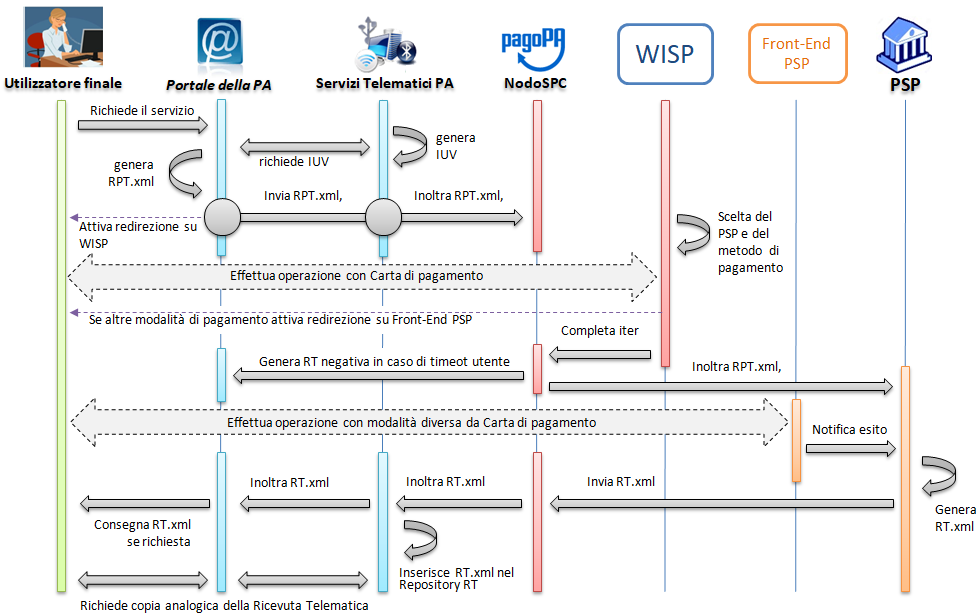 pagoPA
WISP
Front-End
PSP
Utilizzatore finale
Portale della PA
Servizi Telematici PA
NodoSPC
PSP
Richiede il servizio
genera
IUV
richiede IUV
genera
RPT.xml
Invia RPT.xml,
Inoltra RPT.xml,
Attiva redirezione su
WISP
Scelta del
PSP e del
metodo di
pagamento
Effettua operazione con Carta di pagamento
Se altre modalità di pagamento attiva redirezione su Front-End PSP
Completa iter
Genera RT negativa in caso di timeot utente
Inoltra RPT.xml,
Effettua operazione con modalità diversa da Carta di pagamento
Notifica esito
Inoltra RT.xml
Inoltra RT.xml
Invia RT.xml
Genera
RT.xml
Consegna RT.xml
se richiesta
Inserisce RT.xml nel
Repository RT
Richiede copia analogica della Ricevuta Telematica